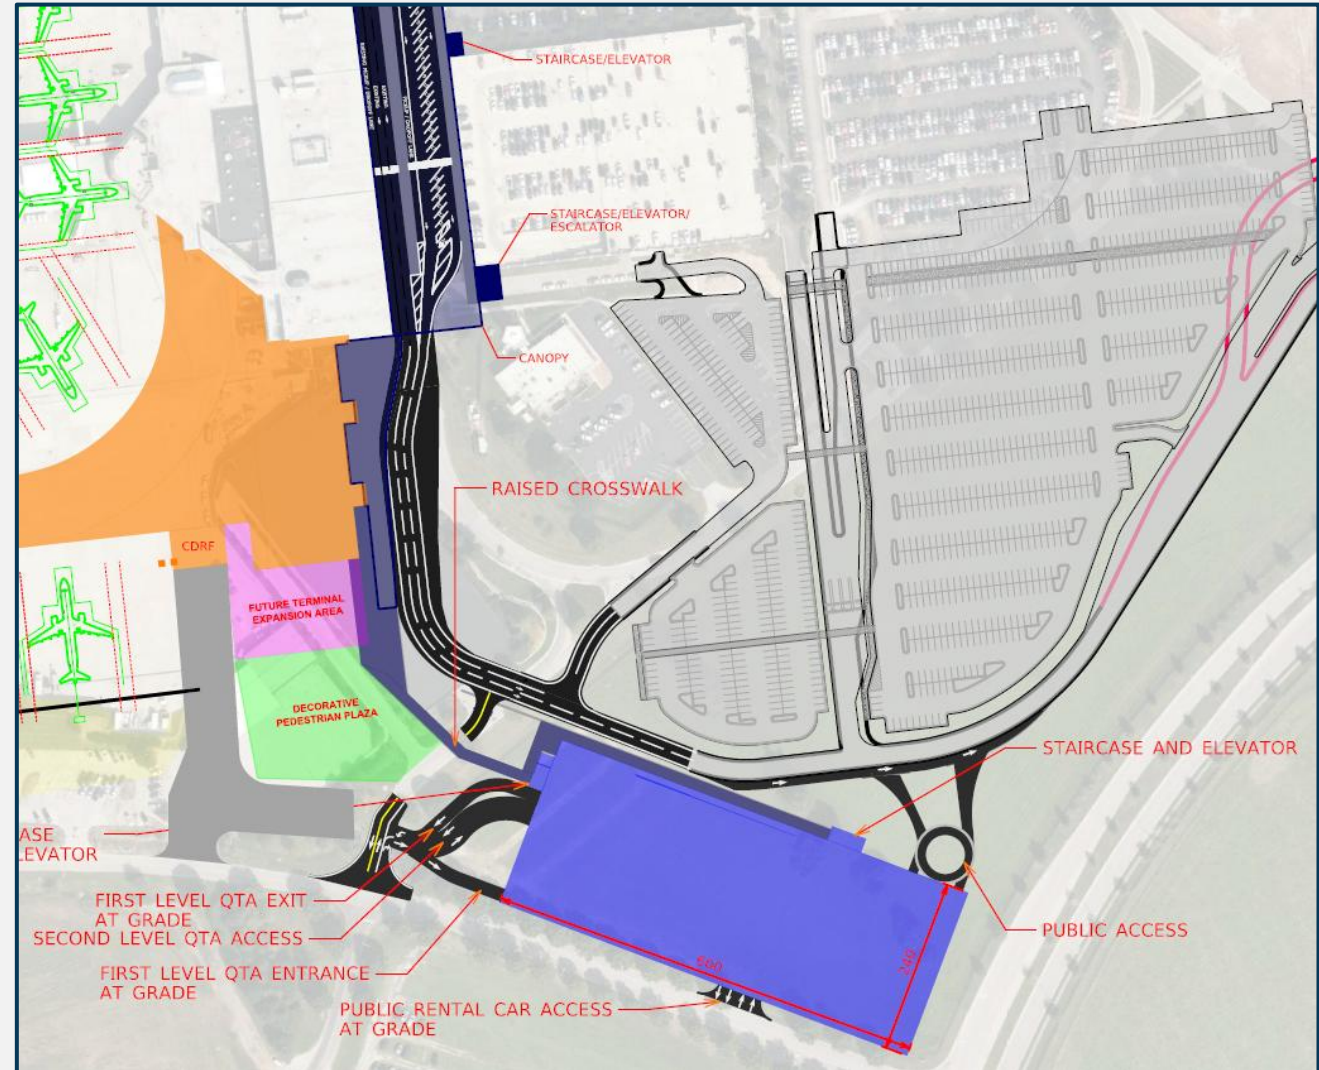 STAIRCASE/ELEVATOR
STAIRCASE/ELEVATOR/
ESCALATOR
CANOPY
RAISED CROSSWALK
CDRF
FUTURE TERMINAL
EXPANSION AREA
DECORATIVE
PEDESTRIAN PLAZA
STAIRCASE AND ELEVATOR
ASE
LEVATOR
FIRST LEVEL QTA EXIT
AT GRADE
SECOND LEVEL QTA ACCESS
FIRST LEVEL QTA ENTRANCE
AT GRADE
PUBLIC RENTAL CAR ACCESS
AT GRADE
PUBLIC ACCESS
240